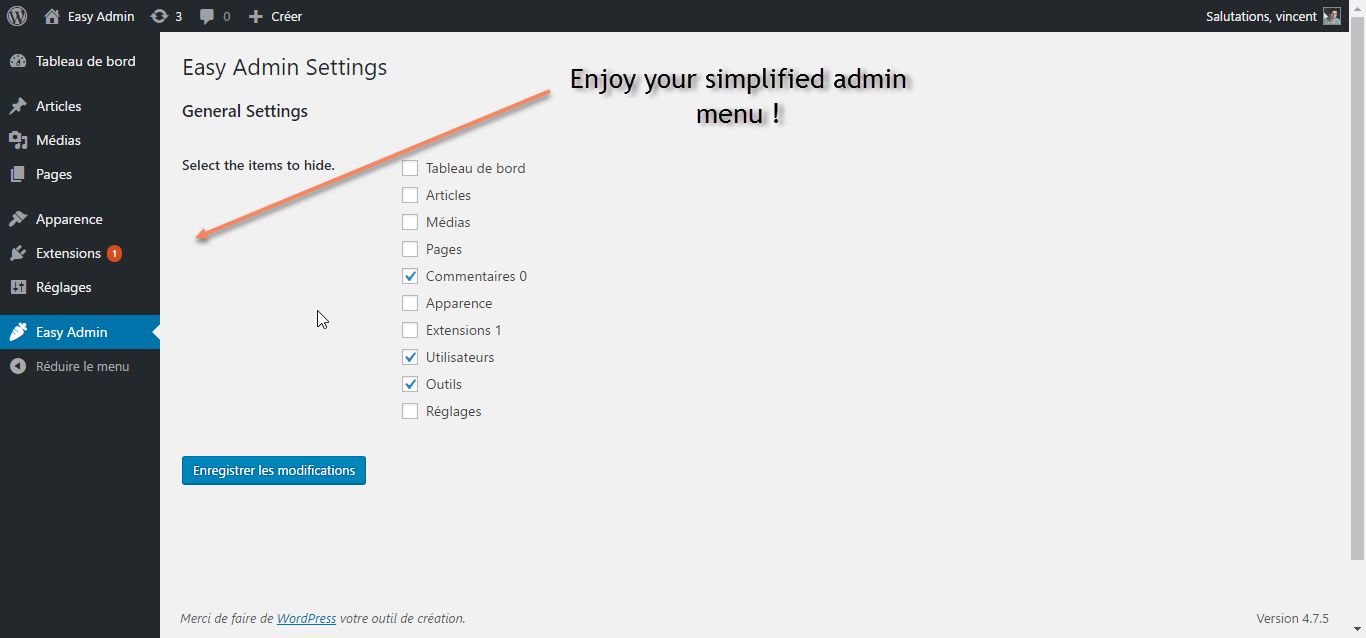 Easy Admin 3 0 Créer Salutations, vincent
Tableau de bord
Articles
Médias
Pages
Apparence
Extensions 1
Réglages
Easy Admin
Réduire le menu
Easy Admin Settings
Enjoy your simplified admin
menu !
General Settings
Select the items to hide.
Tableau de bord
Articles
Médias
Pages
Commentaires 0
Apparence
Extensions 1
Utilisateurs
Outils
Réglages
Enregistrer les modifications
Merci de faire de WordPress votre outil de création.
Version 4.7.5